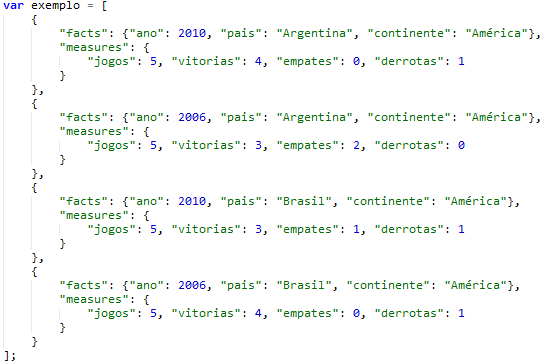 var exemplo = [
    {
        "facts": {"ano": 2010, "pais": "Argentina", "continente": "América"},
        "measures": {
            "jogos": 5, "vitorias": 4, "empates": 0, "derrotas": 1
        }
    },
    {
        "facts": {"ano": 2006, "pais": "Argentina", "continente": "América"},
        "measures": {
            "jogos": 5, "vitorias": 3, "empates": 2, "derrotas": 0
        }
    },
    {
        "facts": {"ano": 2010, "pais": "Brasil", "continente": "América"},
        "measures": {
            "jogos": 5, "vitorias": 3, "empates": 1, "derrotas": 1
        }
    },
    {
        "facts": {"ano": 2006, "pais": "Brasil", "continente": "América"},
        "measures": {
            "jogos": 5, "vitorias": 4, "empates": 0, "derrotas": 1
        }
    }
];